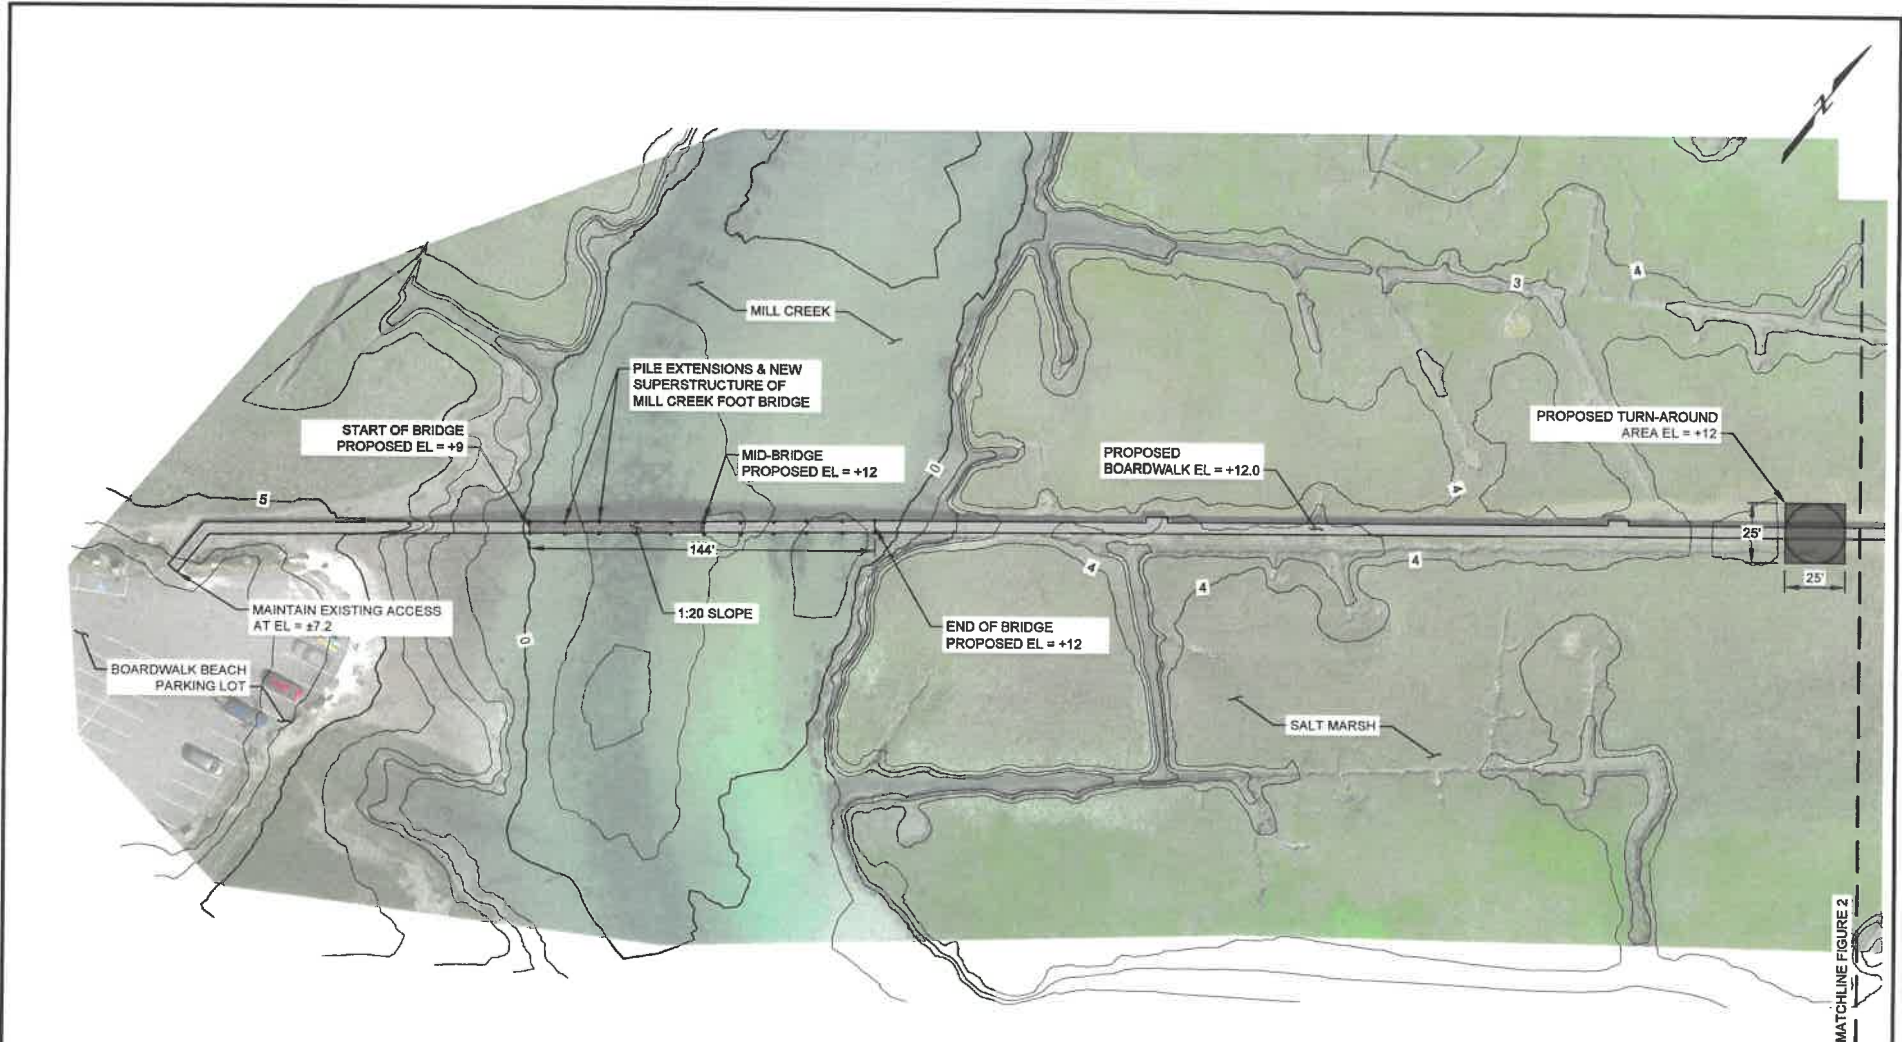 N
MILL CREEK
3
4
PILE EXTENSIONS & NEW
SUPERSTRUCTURE OF
MILL CREEK FOOT BRIDGE
START OF BRIDGE
PROPOSED EL = +9
MID-BRIDGE
PROPOSED EL = +12
0
PROPOSED
BOARDWALK EL = +12.0
4
PROPOSED TURN-AROUND
AREA EL = +12
5
144'
25'
25'
4
4
4
MAINTAIN EXISTING ACCESS
AT EL = ±7.2
1:20 SLOPE
0
END OF BRIDGE
PROPOSED EL = +12
BOARDWALK BEACH
PARKING LOT
SALT MARSH
MATCHLINE FIGURE 2